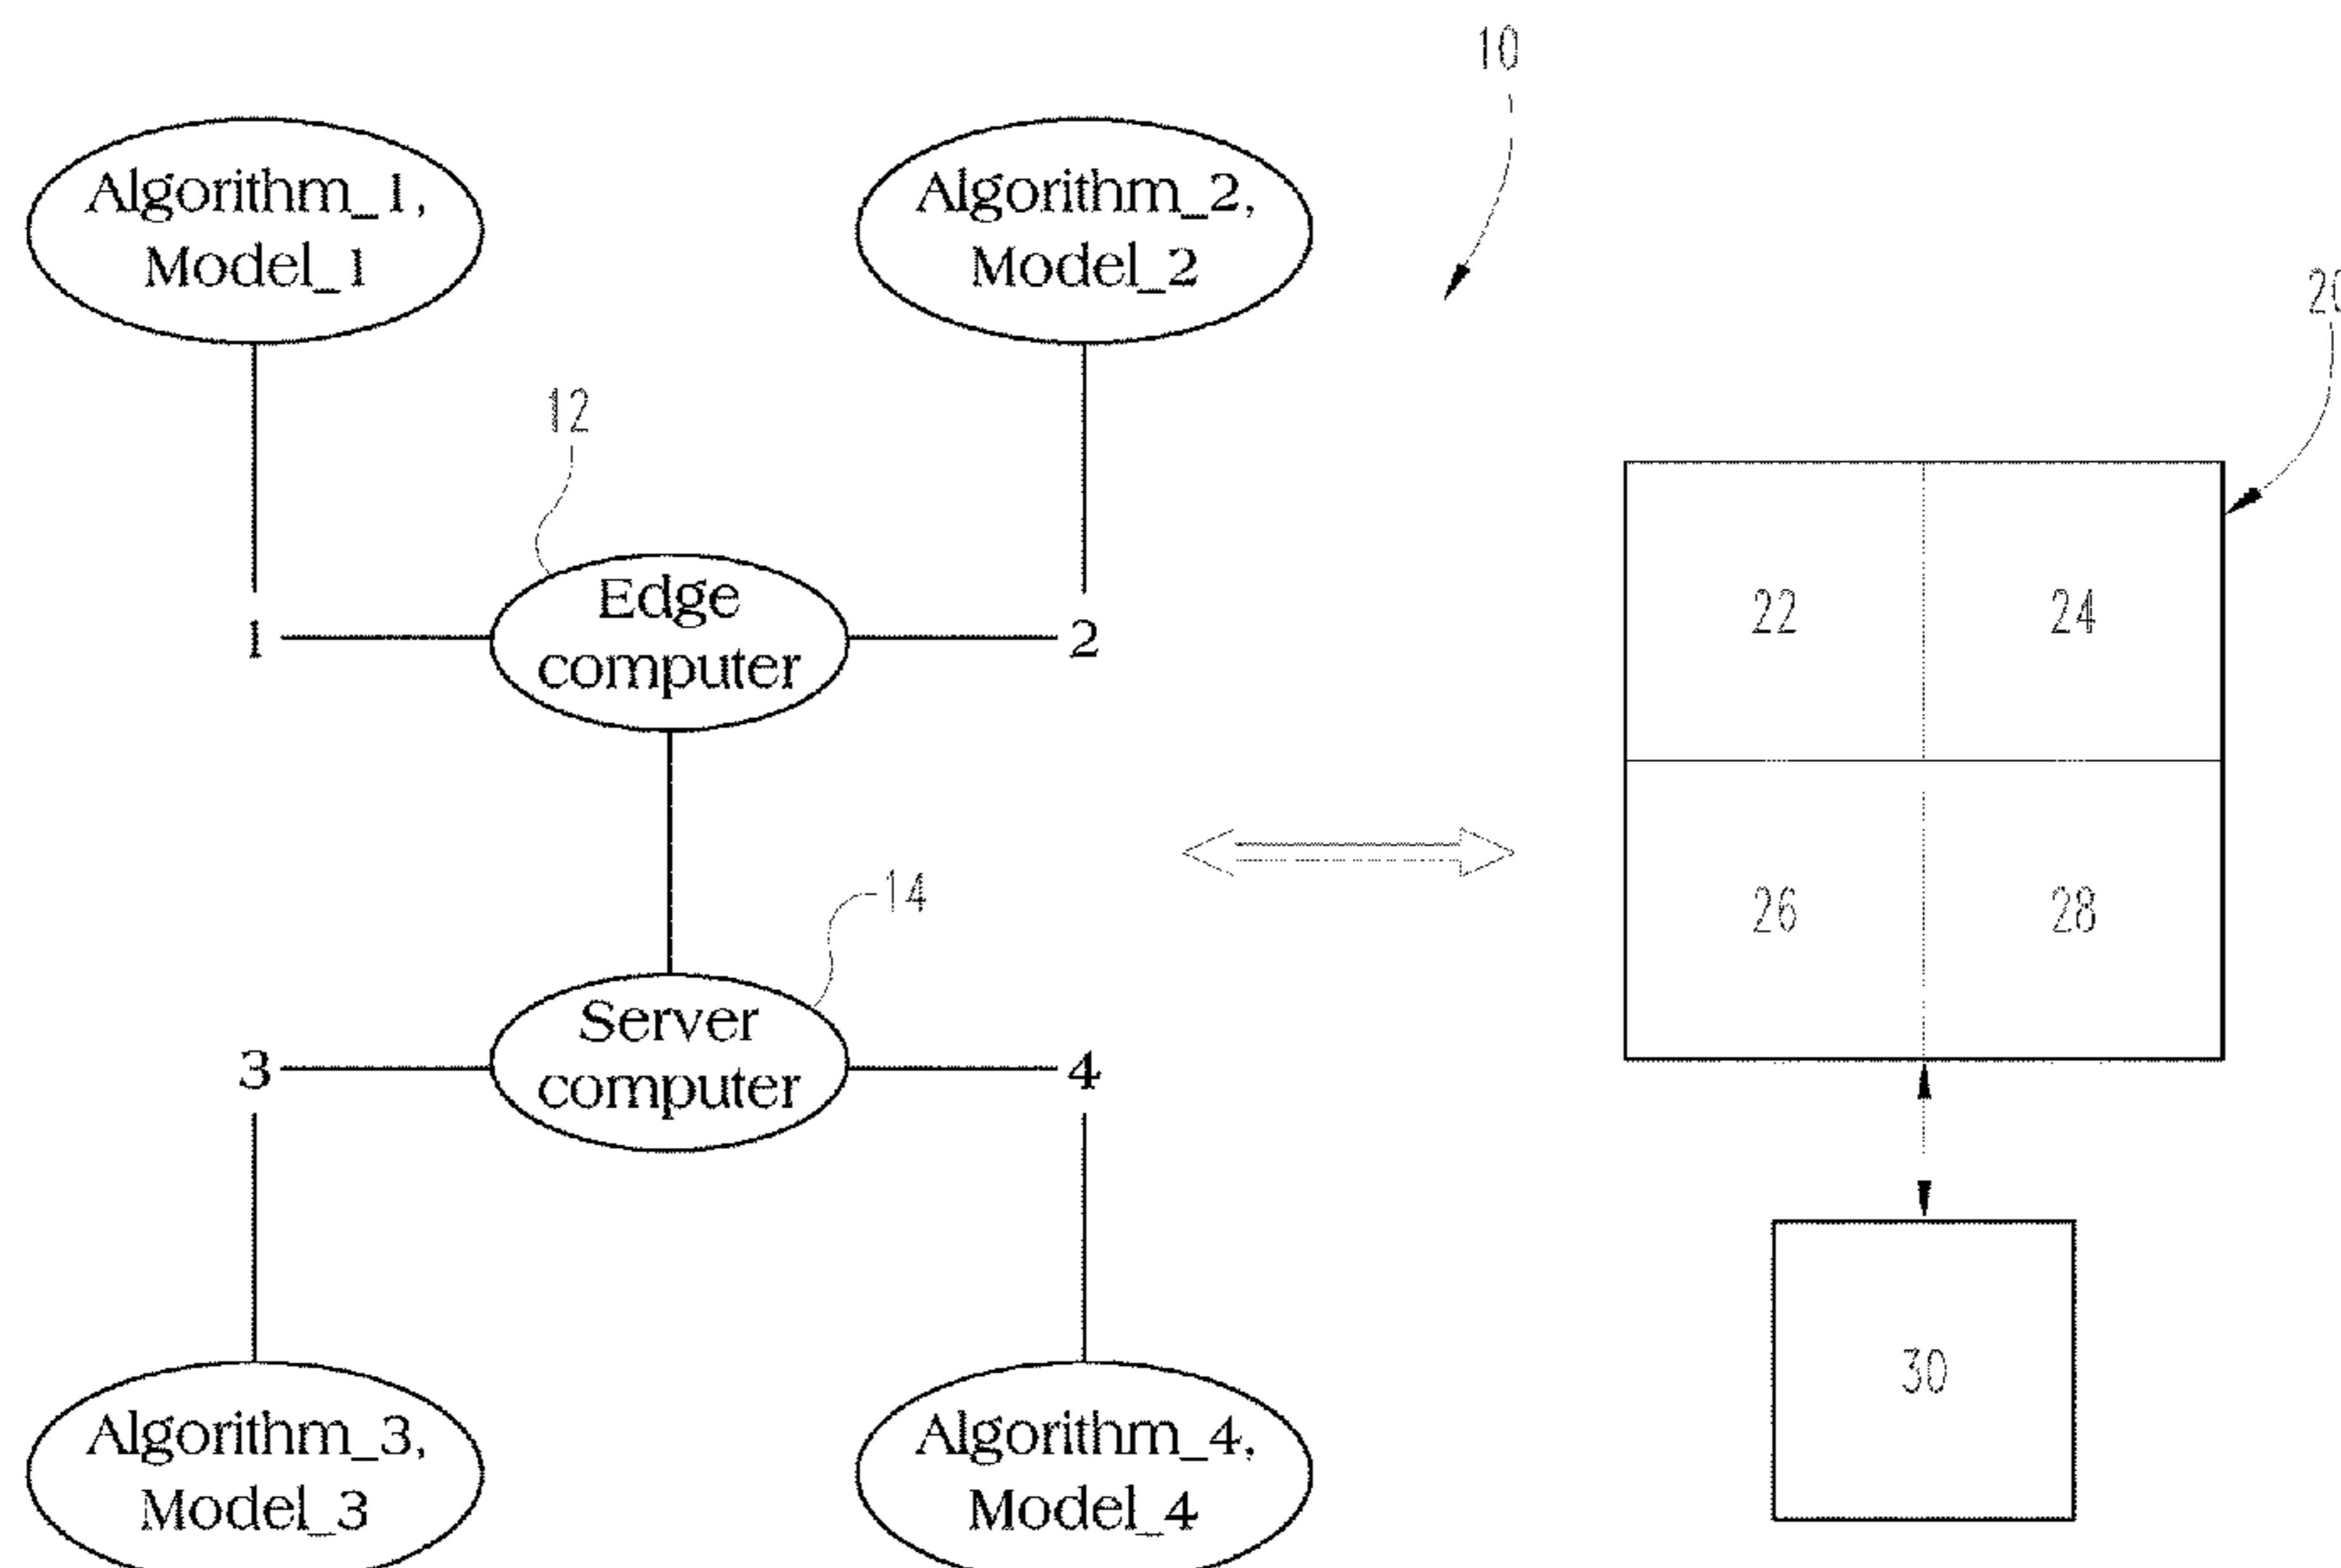 10
Algorithm_1,
Model_1
Algorithm_2,
Model_2
20
12
Edge
computer
1
2
22
24
14
Server
computer
3
4
26
28
30
Algorithm_3,
Model_3
Algorithm_4,
Model_4